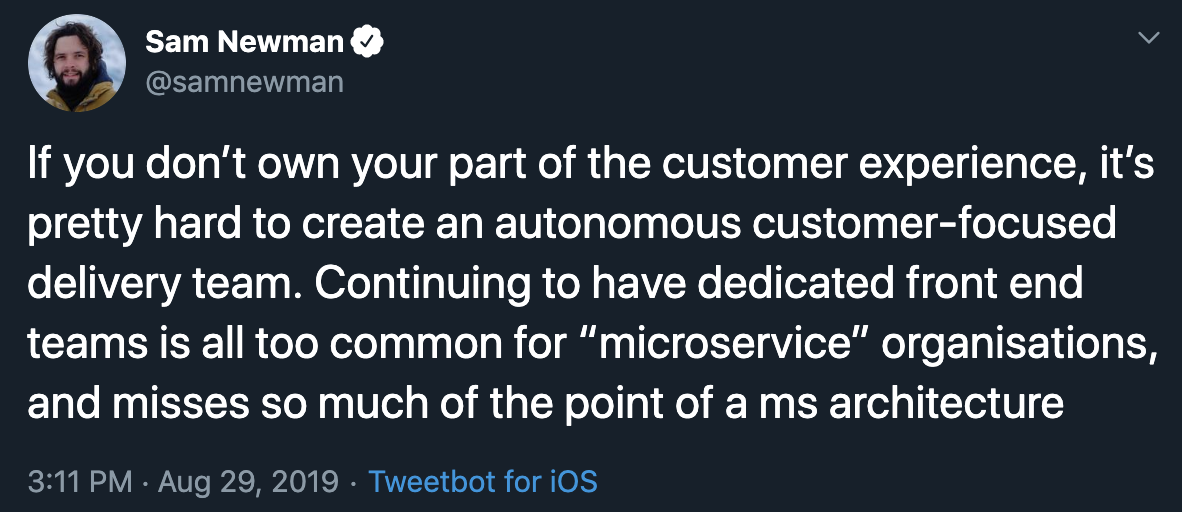 Sam Newman
@samnewman
If you don’t own your part of the customer experience, it’s
pretty hard to create an autonomous customer-focused
delivery team. Continuing to have dedicated front end
teams is all too common for “microservice” organisations,
and misses so much of the point of a ms architecture
3:11 PM · Aug 29, 2019 · Tweetbot for iOS